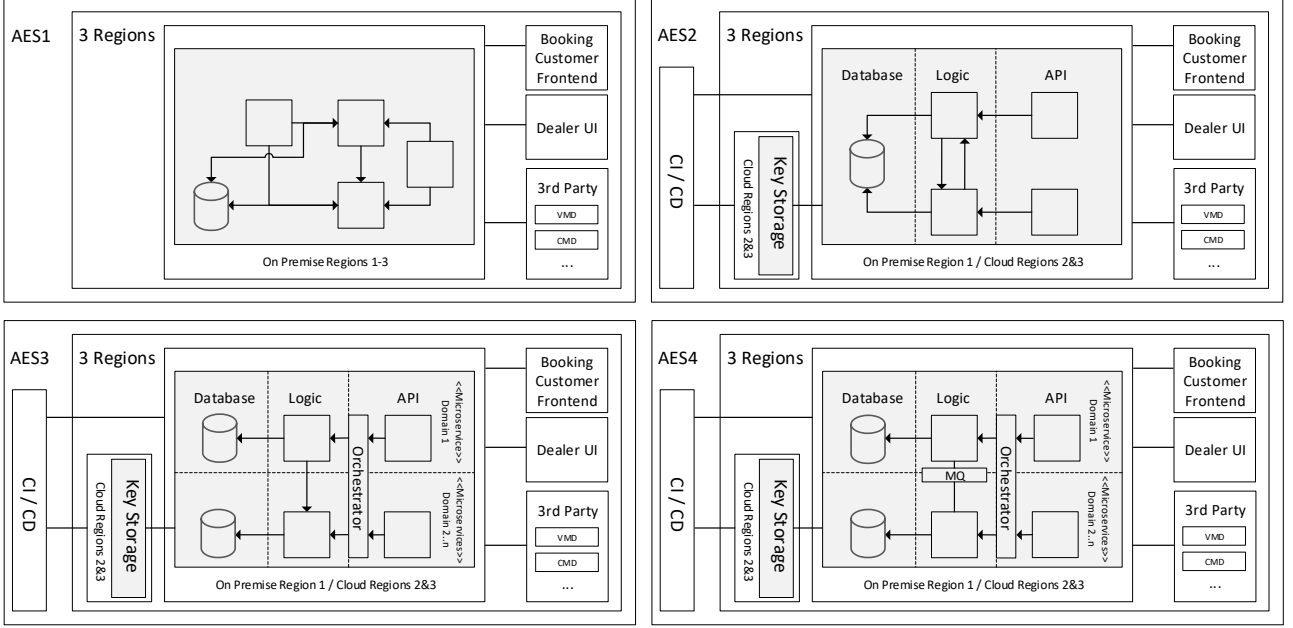 AES1
3 Regions
Booking
Customer
Frontend
Dealer UI
3rd Party
VMD
CMD
...
On Premise Regions 1-3
AES2
3 Regions
CI / CD
Key Storage
Cloud Regions 2&3
Database
Logic
API
Booking
Customer
Frontend
Dealer UI
3rd Party
VMD
CMD
...
On Premise Region 1 / Cloud Regions 2&3
AES3
3 Regions
CI / CD
Key Storage
Cloud Regions 2&3
Database
Logic
API
Orchestrator
<<Microservice>>
Domain 1
<<Microservices>>
Domain 2..n
Booking
Customer
Frontend
Dealer UI
3rd Party
VMD
CMD
...
On Premise Region 1 / Cloud Regions 2&3
AES4
3 Regions
CI / CD
Key Storage
Cloud Regions 2&3
Database
Logic
API
MQ
Orchestrator
<<Microservice>>
Domain 1
<<Microservices>>
Domain 2..n
Booking
Customer
Frontend
Dealer UI
3rd Party
VMD
CMD
...
On Premise Region 1 / Cloud Regions 2&3